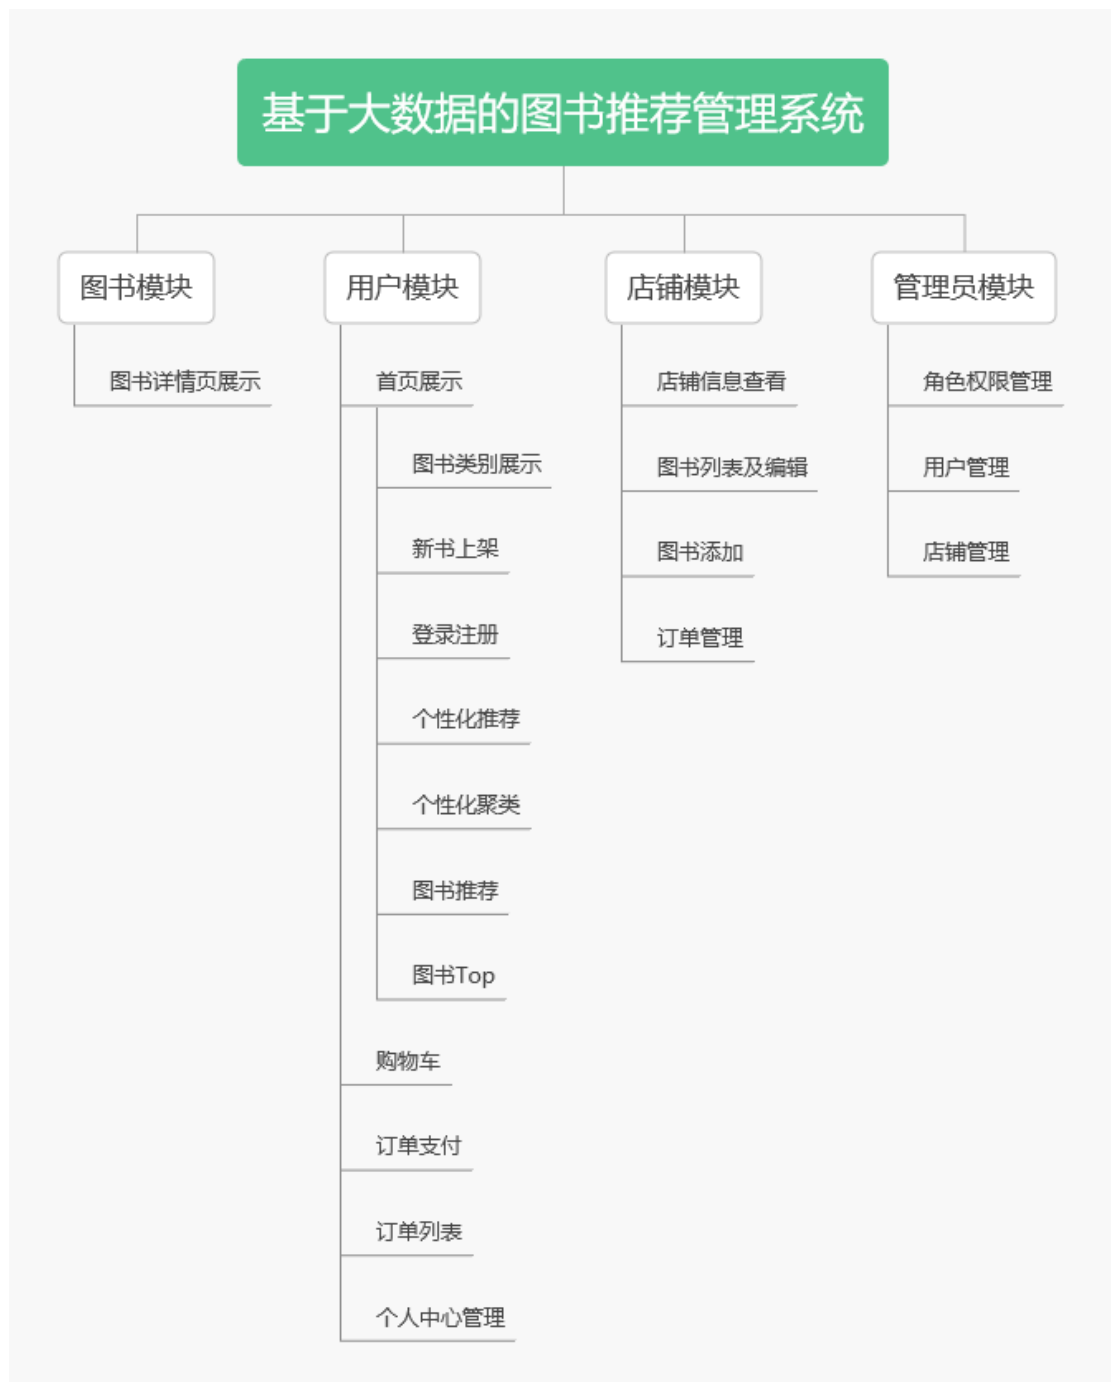 基于大数据的图书推荐管理系统
图书模块
图书详情页展示
用户模块
首页展示
图书类别展示
新书上架
登录注册
个性化推荐
个性化聚类
图书推荐
图书Top
购物车
订单支付
订单列表
个人中心管理
店铺模块
店铺信息查看
图书列表及编辑
图书添加
订单管理
管理员模块
角色权限管理
用户管理
店铺管理